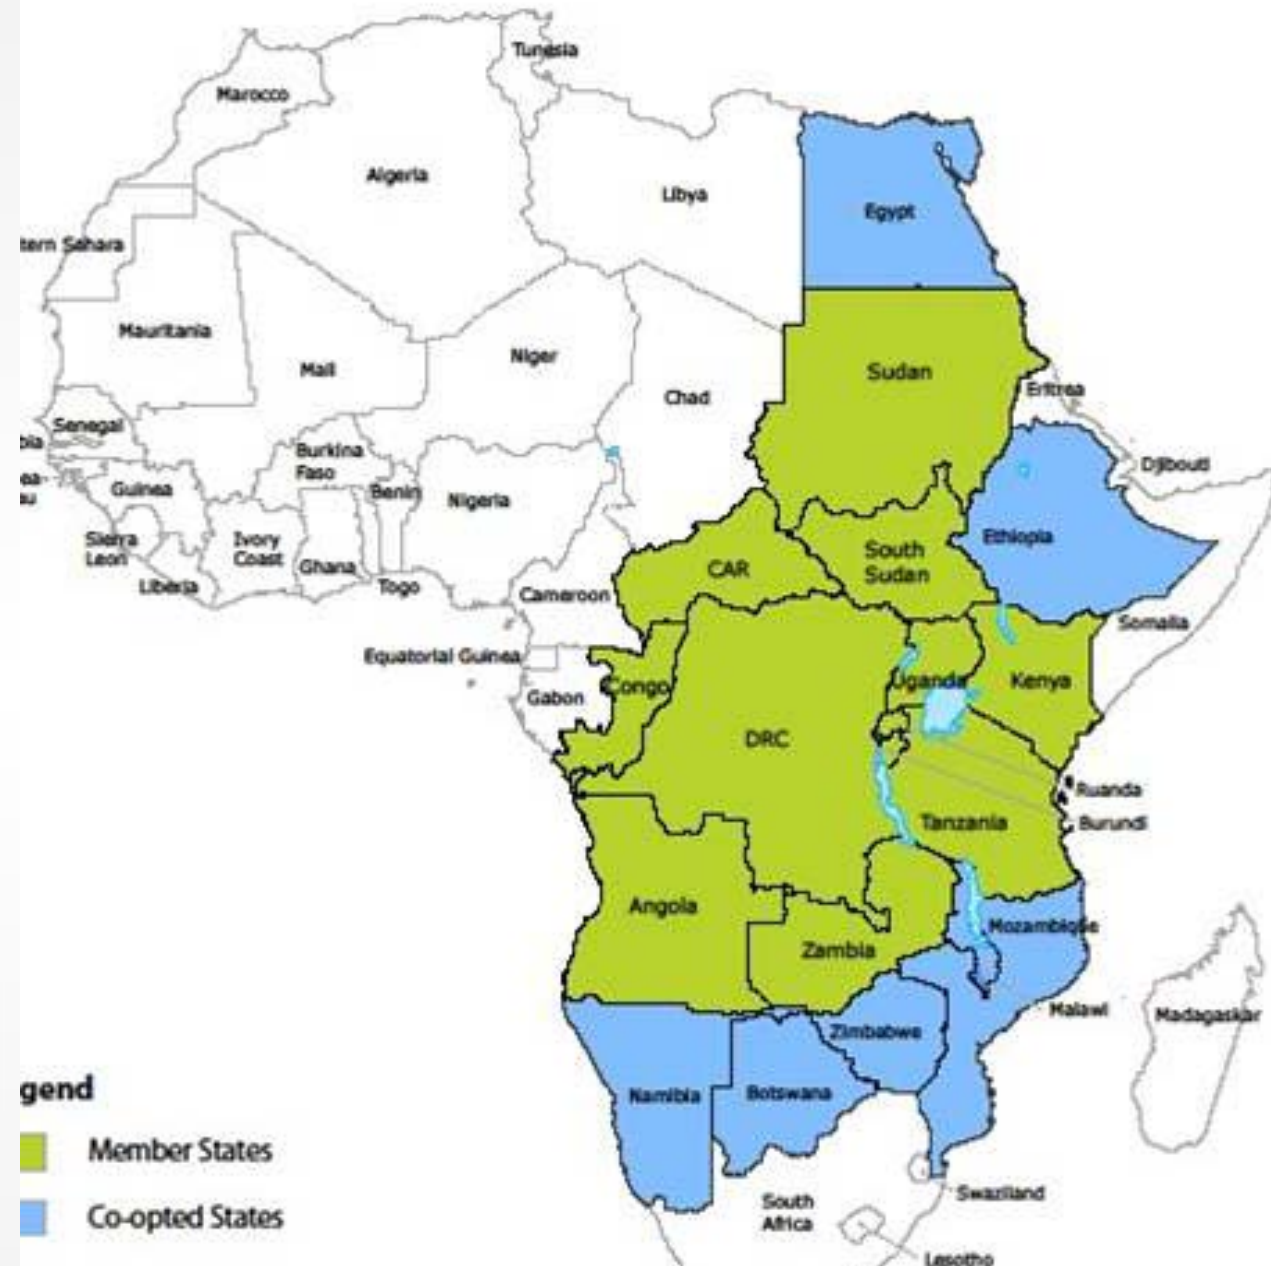 Tunesia
Marocco
Algeria
Libya
Egypt
tern Sahara
Mauritania
Mali
Niger
Chad
Sudan
Eritrea
Senegal
bia
Burkina
Faso
Djibouti
ea-
au
Guinea
Benin
Nigeria
Sierra
Leon
Ivory
Coast
Ghana
Togo
Liberia
Cameroon
CAR
South
Sudan
Ethiopia
Somalia
Equatorial Guinea
Gabon
Congo
Uganda
Kenya
DRC
Ruanda
Burundi
Tanzania
Angola
Zambia
Mozambique
Malawi
Madagaskar
Zimbabwe
Namibia
Botswana
Swaziland
South
Africa
Lesotho
gend
Member States
Co-opted States